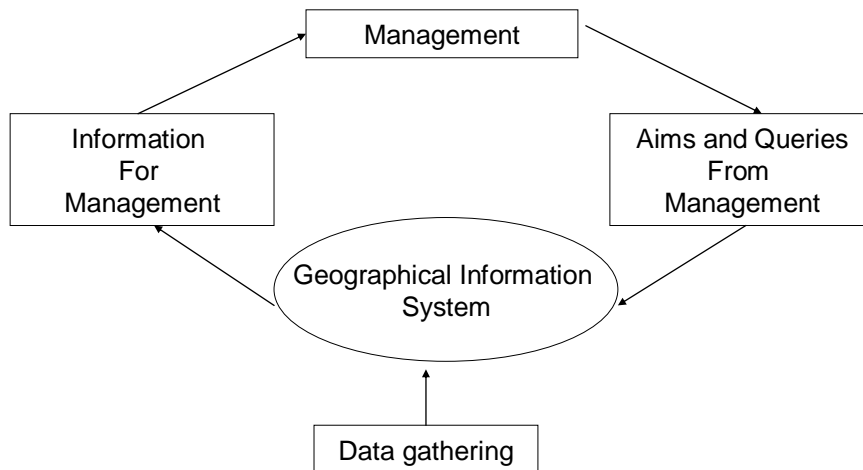 Management
Information
For
Management
Aims and Queries
From
Management
Geographical Information
System
Data gathering